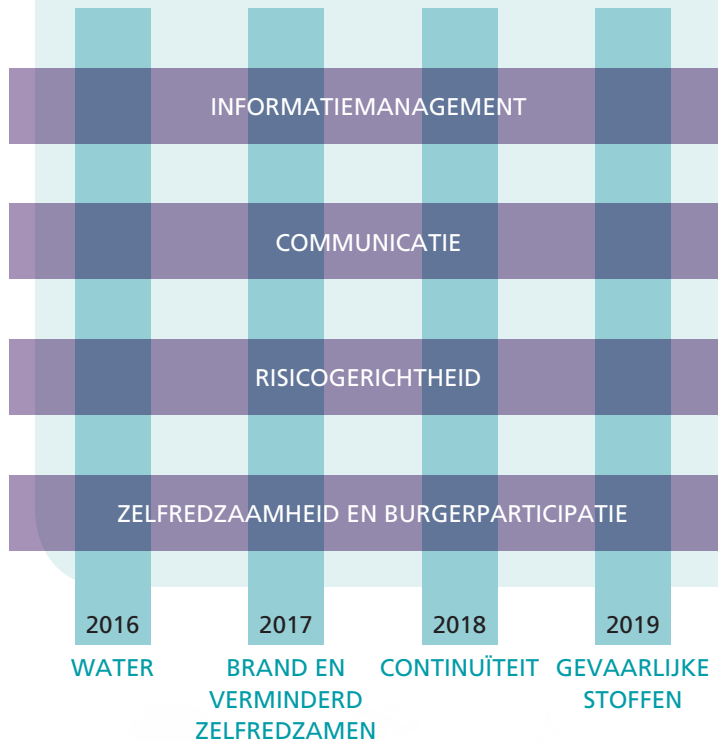 INFORMATIEMANAGEMENT
COMMUNICATIE
RISICOGERICHTHEID
ZELFREDZAAMHEID EN BURGERPARTICIPATIE
2016
WATER
2017
BRAND EN
VERMINDERD
ZELFREDZAMEN
2018
CONTINUÏTEIT
2019
GEVAARLIJKE
STOFFEN